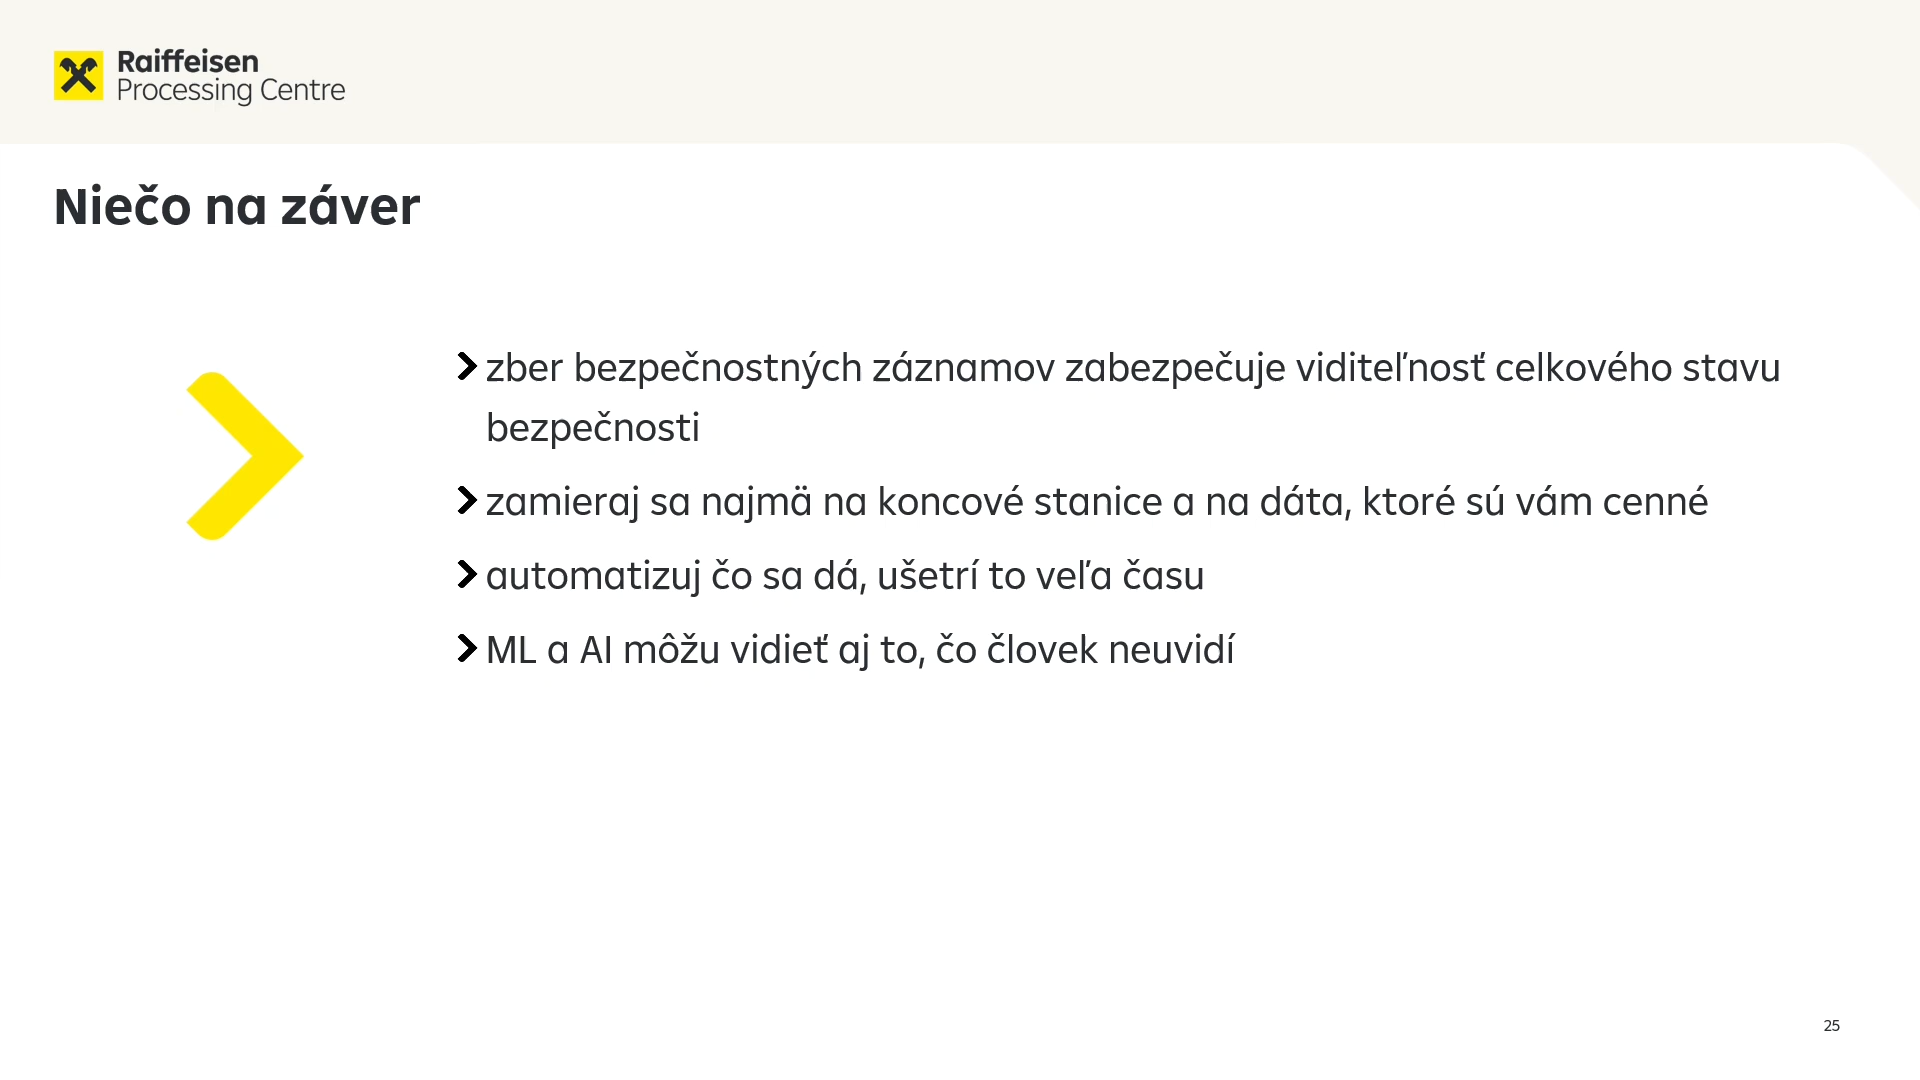 Raiffeisen
Processing Centre
Niečo na záver
zber bezpečnostných záznamov zabezpečuje viditeľnosť celkového stavu
bezpečnosti
zamieraj sa najmä na koncové stanice a na dáta, ktoré sú vám cenné
automatizuj čo sa dá, ušetrí to veľa času
ML a AI môžu vidieť aj to, čo človek neuvidí
25